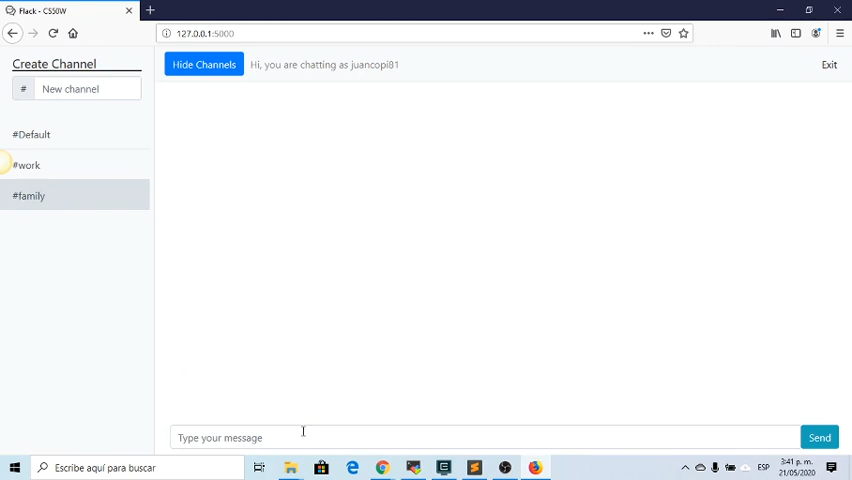 Flack - CS50W
127.0.0.1:5000
Create Channel
# New channel
#Default
#work
#family
Hide Channels
Hi, you are chatting as juancopi81
Exit
Type your message
Send
Escribe aquí para buscar
ESP
3:41 p. m.
21/05/2020